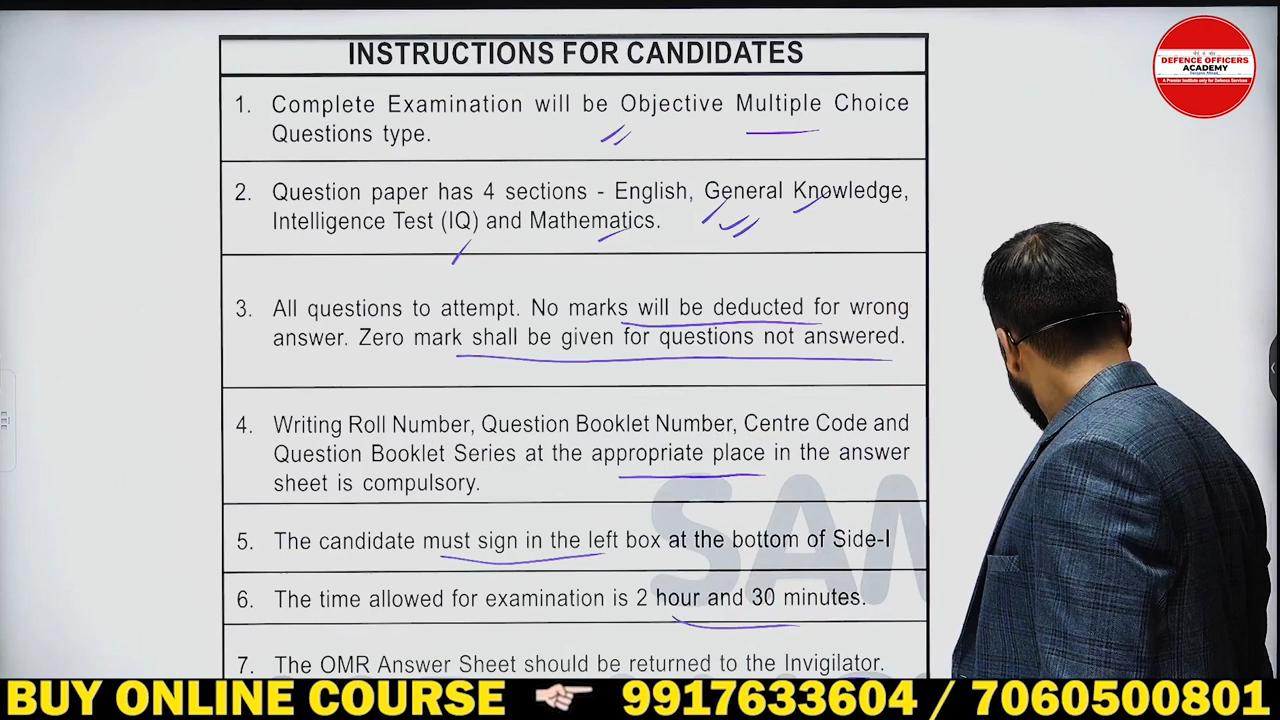 INSTRUCTIONS FOR CANDIDATES
1. Complete Examination will be Objective Multiple Choice
Questions type.
2. Question paper has 4 sections - English, General Knowledge,
Intelligence Test (IQ) and Mathematics.
3. All questions to attempt. No marks will be deducted for wrong
answer. Zero mark shall be given for questions not answered.
4. Writing Roll Number, Question Booklet Number, Centre Code and
Question Booklet Series at the appropriate place in the answer
sheet is compulsory.
5. The candidate must sign in the left box at the bottom of Side-I
6. The time allowed for examination is 2 hour and 30 minutes.
7. The OMR Answer Sheet should be returned to the Invigilator.
DEFENCE OFFICERS
ACADEMY
A Premier Institute only for Defence Services
BUY ONLINE COURSE 9917633604 / 7060500801